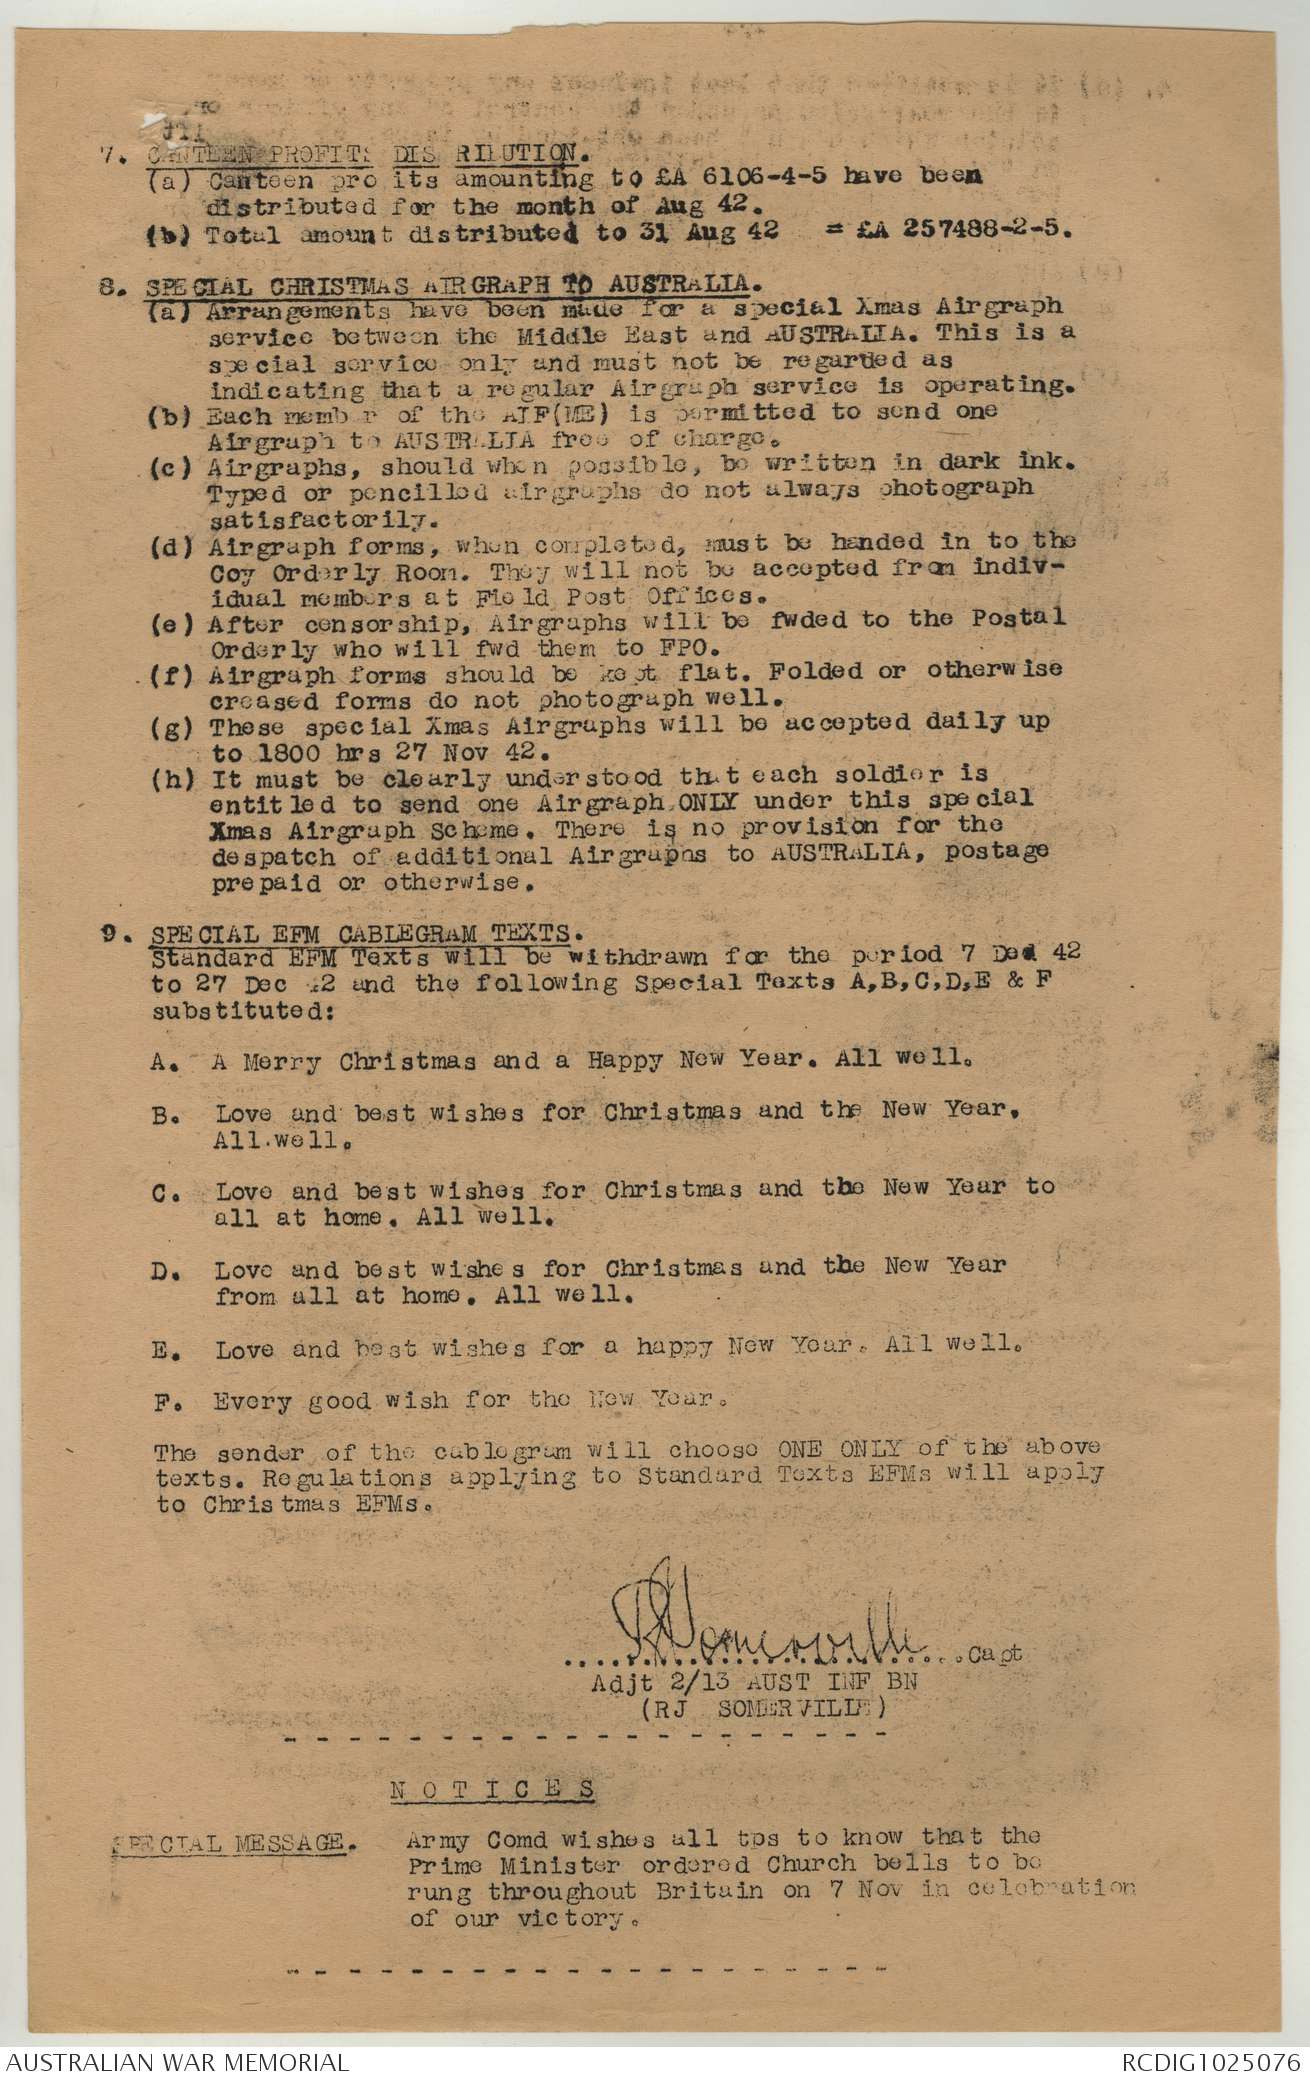 7. CANTEEN PROFITS DISTRIBUTION.
(a) Canteen profits amounting to £A 6106-4-5 have been
distributed for the month of Aug 42.
(b) Total amount distributed to 31 Aug 42 = £A 257488-2-5.
8. SPECIAL CHRISTMAS AIRGRAPH TO AUSTRALIA.
(a) Arrangements have been made for a special Xmas Airgraph
service between the Middle East and AUSTRALIA. This is a
special service only and must not be regarded as
indicating that a regular Airgraph service is operating.
(b) Each member of the AIF(ME) is permitted to send one
Airgraph to AUSTRALIA free of charge.
(c) Airgraphs, should when possible, be written in dark ink.
Typed or pencilled airgraphs do not always photograph
satisfactorily.
(d) Airgraph forms, when completed, must be handed in to the
Coy Orderly Room. They will not be accepted from indiv-
idual members at Field Post Offices.
(e) After censorship, Airgraphs will be fwded to the Postal
Orderly who will fwd them to FPO.
(f) Airgraph forms should be kept flat. Folded or otherwise
creased forms do not photograph well.
(g) These special Xmas Airgraphs will be accepted daily up
to 1800 hrs 27 Nov 42.
(h) It must be clearly understood that each soldier is
entitled to send one Airgraph ONLY under this special
Xmas Airgraph Scheme. There is no provision for the
despatch of additional Airgraphs to AUSTRALIA, postage
prepaid or otherwise.
9. SPECIAL EFM CABLEGRAM TEXTS.
Standard EFM Texts will be withdrawn for the period 7 Dec 42
to 27 Dec 42 and the following Special Texts A,B,C,D,E & F
substituted:
A. A Merry Christmas and a Happy New Year. All well.
B. Love and best wishes for Christmas and the New Year.
All well.
C. Love and best wishes for Christmas and the New Year to
all at home. All well.
D. Love and best wishes for Christmas and the New Year
from all at home. All well.
E. Love and best wishes for a happy New Year. All well.
F. Every good wish for the New Year.
The sender of the cablegram will choose ONE ONLY of the above
texts. Regulations applying to Standard Texts EFMs will apply
to Christmas EFMs.
RJ Somerville
..............................Capt
Adjt 2/13 AUST INF BN
(RJ SOMERVILLE)
- - - - - - - - - - - - - - - - - - - -
N O T I C E S
SPECIAL MESSAGE. Army Comd wishes all tps to know that the
Prime Minister ordered Church bells to be
rung throughout Britain on 7 Nov in celebration
of our victory.
- - - - - - - - - - - - - - - - - - - -
AUSTRALIAN WAR MEMORIAL RCDIG1025076